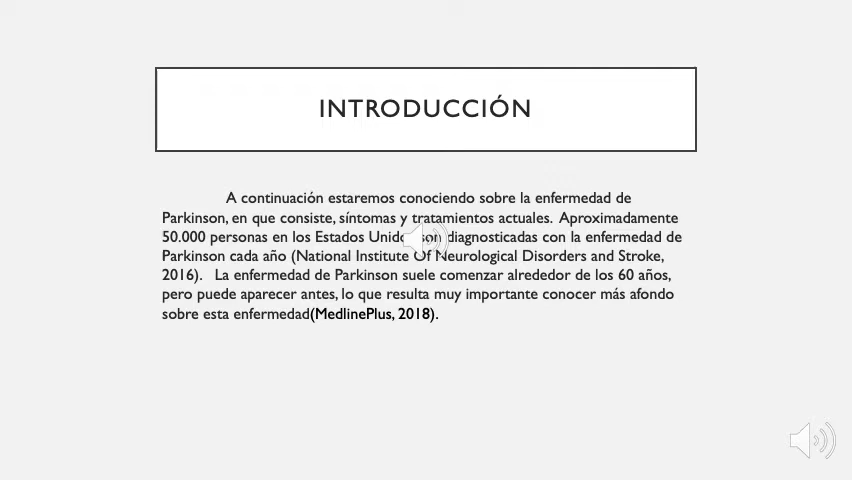 INTRODUCCIÓN
A continuación estaremos conociendo sobre la enfermedad de
Parkinson, en que consiste, síntomas y tratamientos actuales. Aproximadamente
50.000 personas en los Estados Unidos son diagnosticadas con la enfermedad de
Parkinson cada año (National Institute Of Neurological Disorders and Stroke,
2016). La enfermedad de Parkinson suele comenzar alrededor de los 60 años,
pero puede aparecer antes, lo que resulta muy importante conocer más afondo
sobre esta enfermedad(MedlinePlus, 2018).